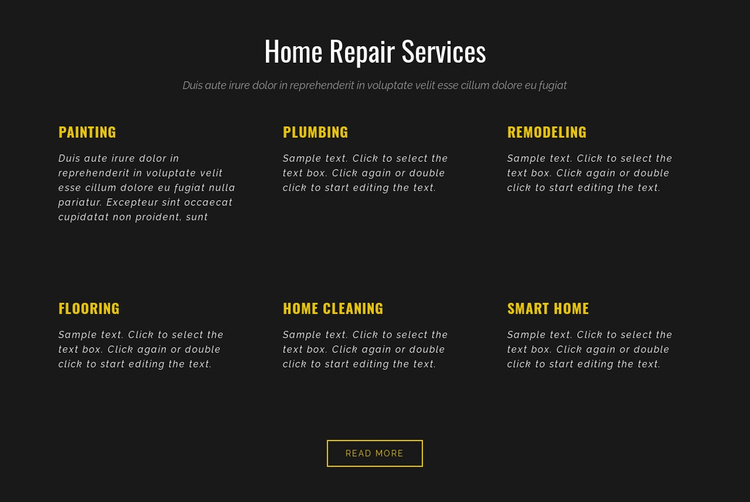 Home Repair Services
Duis aute irure dolor in reprehenderit in voluptate velit esse cillum dolore eu fugiat
PAINTING
Duis aute irure dolor in
reprehenderit in voluptate velit
esse cillum dolore eu fugiat nulla
pariatur. Excepteur sint occaecat
cupidatat non proident, sunt
PLUMBING
Sample text. Click to select the
text box. Click again or double
click to start editing the text.
REMODELING
Sample text. Click to select the
text box. Click again or double
click to start editing the text.
FLOORING
Sample text. Click to select the
text box. Click again or double
click to start editing the text.
HOME CLEANING
Sample text. Click to select the
text box. Click again or double
click to start editing the text.
SMART HOME
Sample text. Click to select the
text box. Click again or double
click to start editing the text.
READ MORE